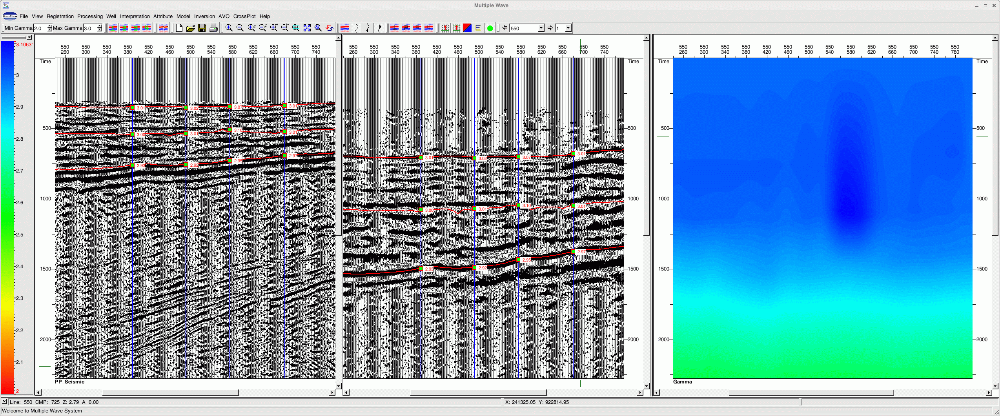 Multiple Wave
GeoEast File View Registration Processing Well Interpretation Attribute Model Inversion AVO CrossPlot Help
Min Gamma 2.0 Max Gamma 3.0 E 550 1
3.1063
3
2.9
2.8
2.7
2.6
2.5
2.4
2.3
2.2
2.1
2
550 550 550 550 550 550 550 550 550 550 550 550 550
260 300 340 380 420 460 500 540 580 620 660 700 740
Time
500
1000
1500
2000
3.01 3.02 3.07 3.01
3.00 3.01 3.10 3.01
2.93 2.92 2.95 2.97
PP_Seismic
550 550 550 550 550 550 550 550 550 550 550 550 550
260 300 340 380 420 460 500 540 580 620 660 700 740
Time
500
1000
1500
2000
3.01 3.02 3.07 3.01
3.00 3.01 3.10 3.01
2.93 2.92 2.95 2.97
550 550 550 550 550 550 550 550 550 550 550 550 550 550
260 300 340 380 420 460 500 540 580 620 660 700 740 780
Time Time
500 500
1000 1000
1500 1500
2000 2000
Gamma
Line: 550 CMP: 725 Z: 2.79 A 0.00
X: 241325.05 Y: 922814.95
Welcome to Multiple Wave System